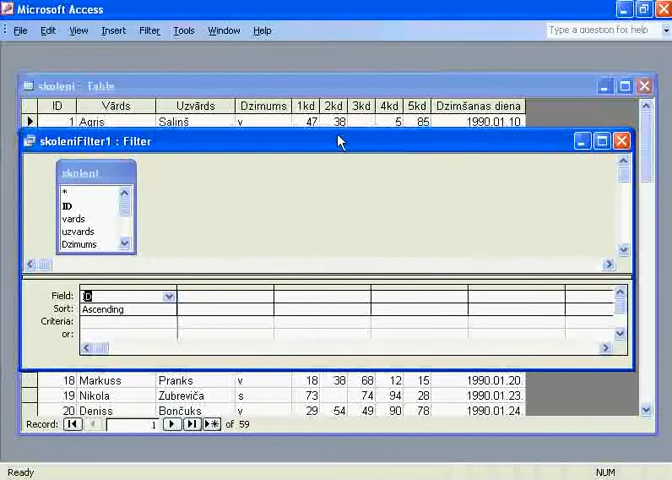 Microsoft Access
File Edit View Insert Filter Tools Window Help Type a question for help
skoleni : Table
ID Vārds Uzvārds Dzimums 1kd 2kd 3kd 4kd 5kd Dzimšanas diena
1 Agris Saliņš v 47 38 5 85 1990.01.10
skoleniFilter1 : Filter
skoleni
*
ID
vards
uzvards
Dzimums
Field: ID
Sort: Ascending
Criteria:
or:
18 Markuss Pranks v 18 38 68 12 15 1990.01.20.
19 Nikola Zubreviča s 73 74 94 28 1990.01.23.
20 Deniss Bončuks v 29 54 49 90 78 1990.01.24.
Record: 1 of 59
Ready NUM